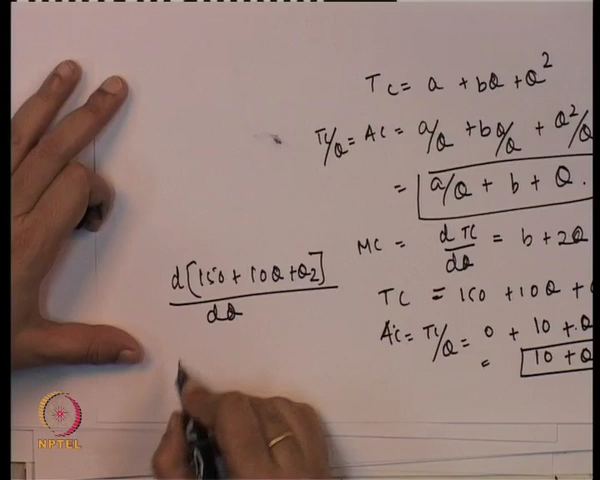 TC = a + bQ + Q²
TC/Q = AC = a/Q + bQ/Q + Q²/Q
= a/Q + b + Q.
MC = dTC/dQ = b + 2Q
TC = 150 + 10Q +
AC = TC/Q = 0 + 10 + Q
= 10 + Q
d[150 + 10Q + Q2]
dQ
NPTEL